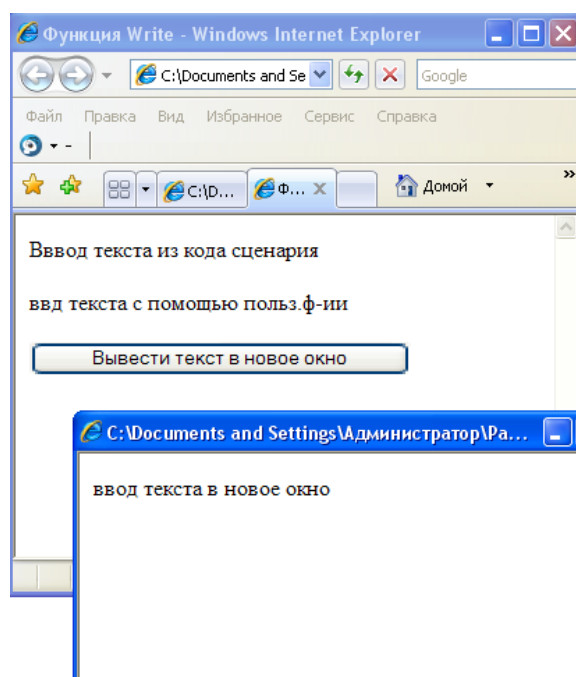 Функция Write - Windows Internet Explorer
C:\Documents and Se
Google
Файл Правка Вид Избранное Сервис Справка
C:\D... Ф... X Домой »
Вввод текста из кода сценария
ввд текста с помощью польз.ф-ии
Вывести текст в новое окно
C:\Documents and Settings\Администратор\Ра...
ввод текста в новое окно